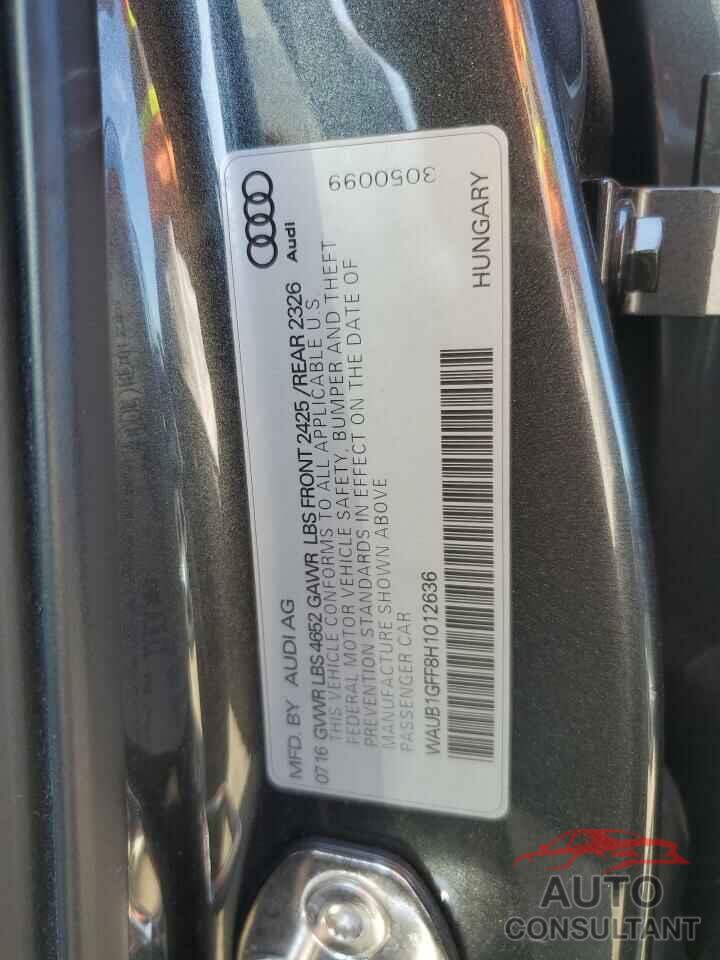 MFD. BY AUDI AG
0716 GVWR LBS 4652 GAWR LBS FRONT 2425 /REAR 2326
THIS VEHICLE CONFORMS TO ALL APPLICABLE U.S
FEDERAL MOTOR VEHICLE SAFETY, BUMPER AND THEFT
PREVENTION STANDARDS IN EFFECT ON THE DATE OF
MANUFACTURE SHOWN ABOVE
PASSENGER CAR
WAUB1GFF8H1012636
HUNGARY
Audi
3050099
AUTO
CONSULTANT